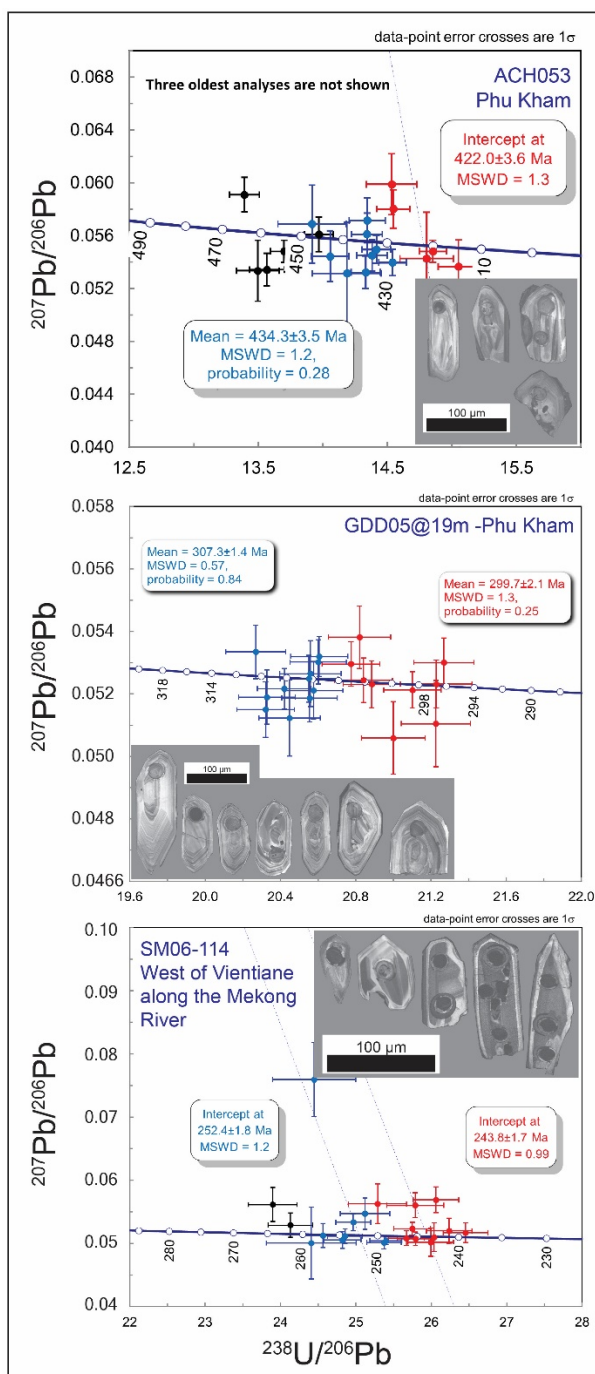 data-point error crosses are 1σ
0.068
0.064
0.060
0.056
0.052
0.048
0.044
0.040
²⁰⁷Pb/²⁰⁶Pb
Three oldest analyses are not shown
ACH053
Phu Kham
Intercept at
422.0±3.6 Ma
MSWD = 1.3
490
470
450
430
10
Mean = 434.3±3.5 Ma
MSWD = 1.2,
probability = 0.28
100 µm
12.5
13.5
14.5
15.5
data-point error crosses are 1σ
0.058
0.056
0.054
0.052
0.050
0.048
0.0466
²⁰⁷Pb/²⁰⁶Pb
GDD05@19m -Phu Kham
Mean = 307.3±1.4 Ma
MSWD = 0.57,
probability = 0.84
Mean = 299.7±2.1 Ma
MSWD = 1.3,
probability = 0.25
318
314
298
294
290
100 µm
19.6
20.0
20.4
20.8
21.2
21.6
22.0
data-point error crosses are 1σ
0.10
0.09
0.08
0.07
0.06
0.05
0.04
²⁰⁷Pb/²⁰⁶Pb
SM06-114
West of Vientiane
along the Mekong
River
100 µm
Intercept at
252.4±1.8 Ma
MSWD = 1.2
Intercept at
243.8±1.7 Ma
MSWD = 0.99
280
270
260
250
240
230
22
23
24
25
26
27
28
²³⁸U/²⁰⁶Pb